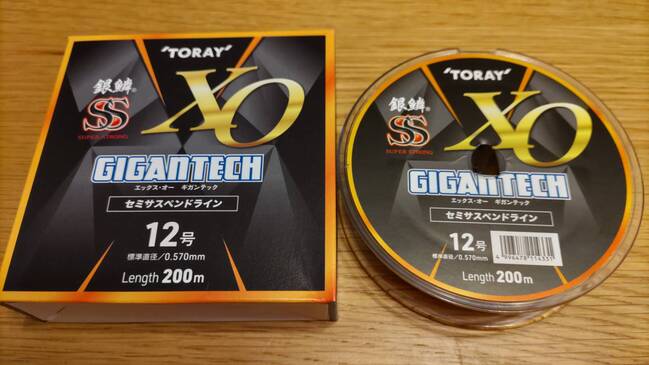 TORAY
XO
銀鱗®
SS
SUPER STRONG
GIGANTECH
エックス・オー ギガンテック
セミサスペンドライン
12号
標準直径/0.570mm
Length 200m
TORAY
XO
銀鱗®
SS
SUPER STRONG
GIGANTECH
エックス・オー ギガンテック
セミサスペンドライン
12号
標準直径/0.570mm
4 996478 114331
Length 200m